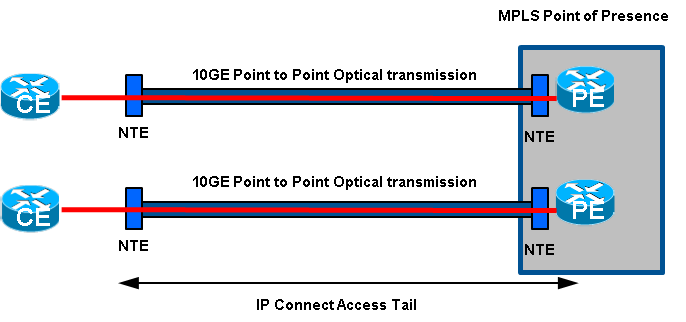 MPLS Point of Presence
10GE Point to Point Optical transmission
CE
PE
NTE
NTE
10GE Point to Point Optical transmission
CE
PE
NTE
NTE
IP Connect Access Tail